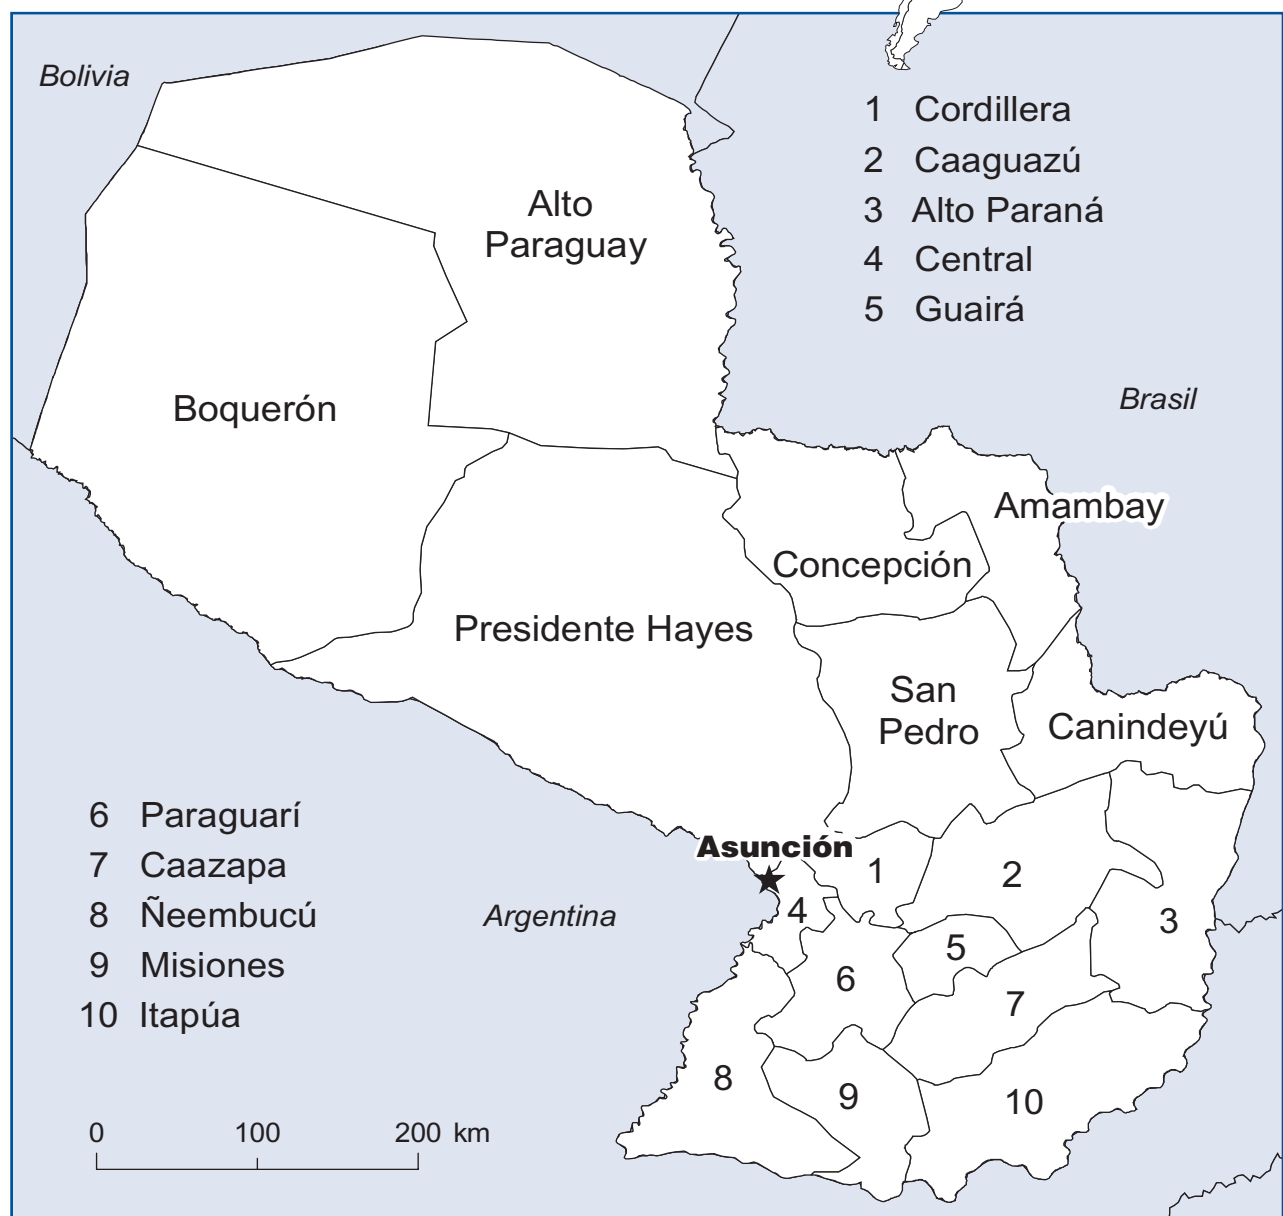 Bolivia
1 Cordillera
2 Caaguazú
3 Alto Paraná
4 Central
5 Guairá
Alto
Paraguay
Boquerón
Brasil
Amambay
Concepción
Presidente Hayes
San
Pedro
Canindeyú
6 Paraguarí
7 Caazapa
8 Ñeembucú
9 Misiones
10 Itapúa
Asunción
Argentina
1
2
3
4
5
6
7
8
9
10
0 100 200 km